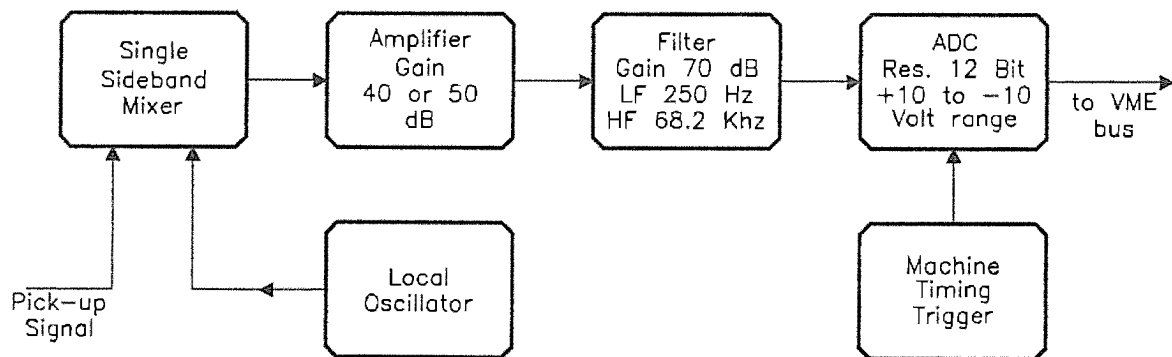 Single
Sideband
Mixer
Amplifier
Gain
40 or 50
dB
Filter
Gain 70 dB
LF 250 Hz
HF 68.2 Khz
ADC
Res. 12 Bit
+10 to -10
Volt range
to VME
bus
Pick-up
Signal
Local
Oscillator
Machine
Timing
Trigger